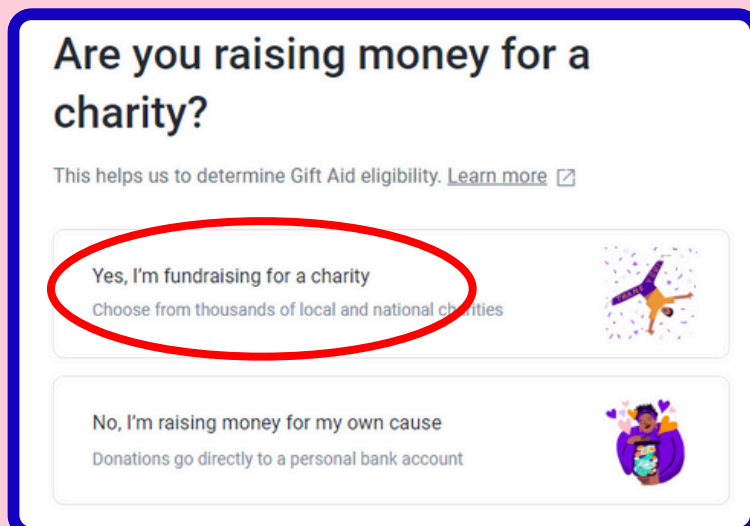 Are you raising money for a
charity?
This helps us to determine Gift Aid eligibility. Learn more
Yes, I'm fundraising for a charity
Choose from thousands of local and national charities
No, I'm raising money for my own cause
Donations go directly to a personal bank account